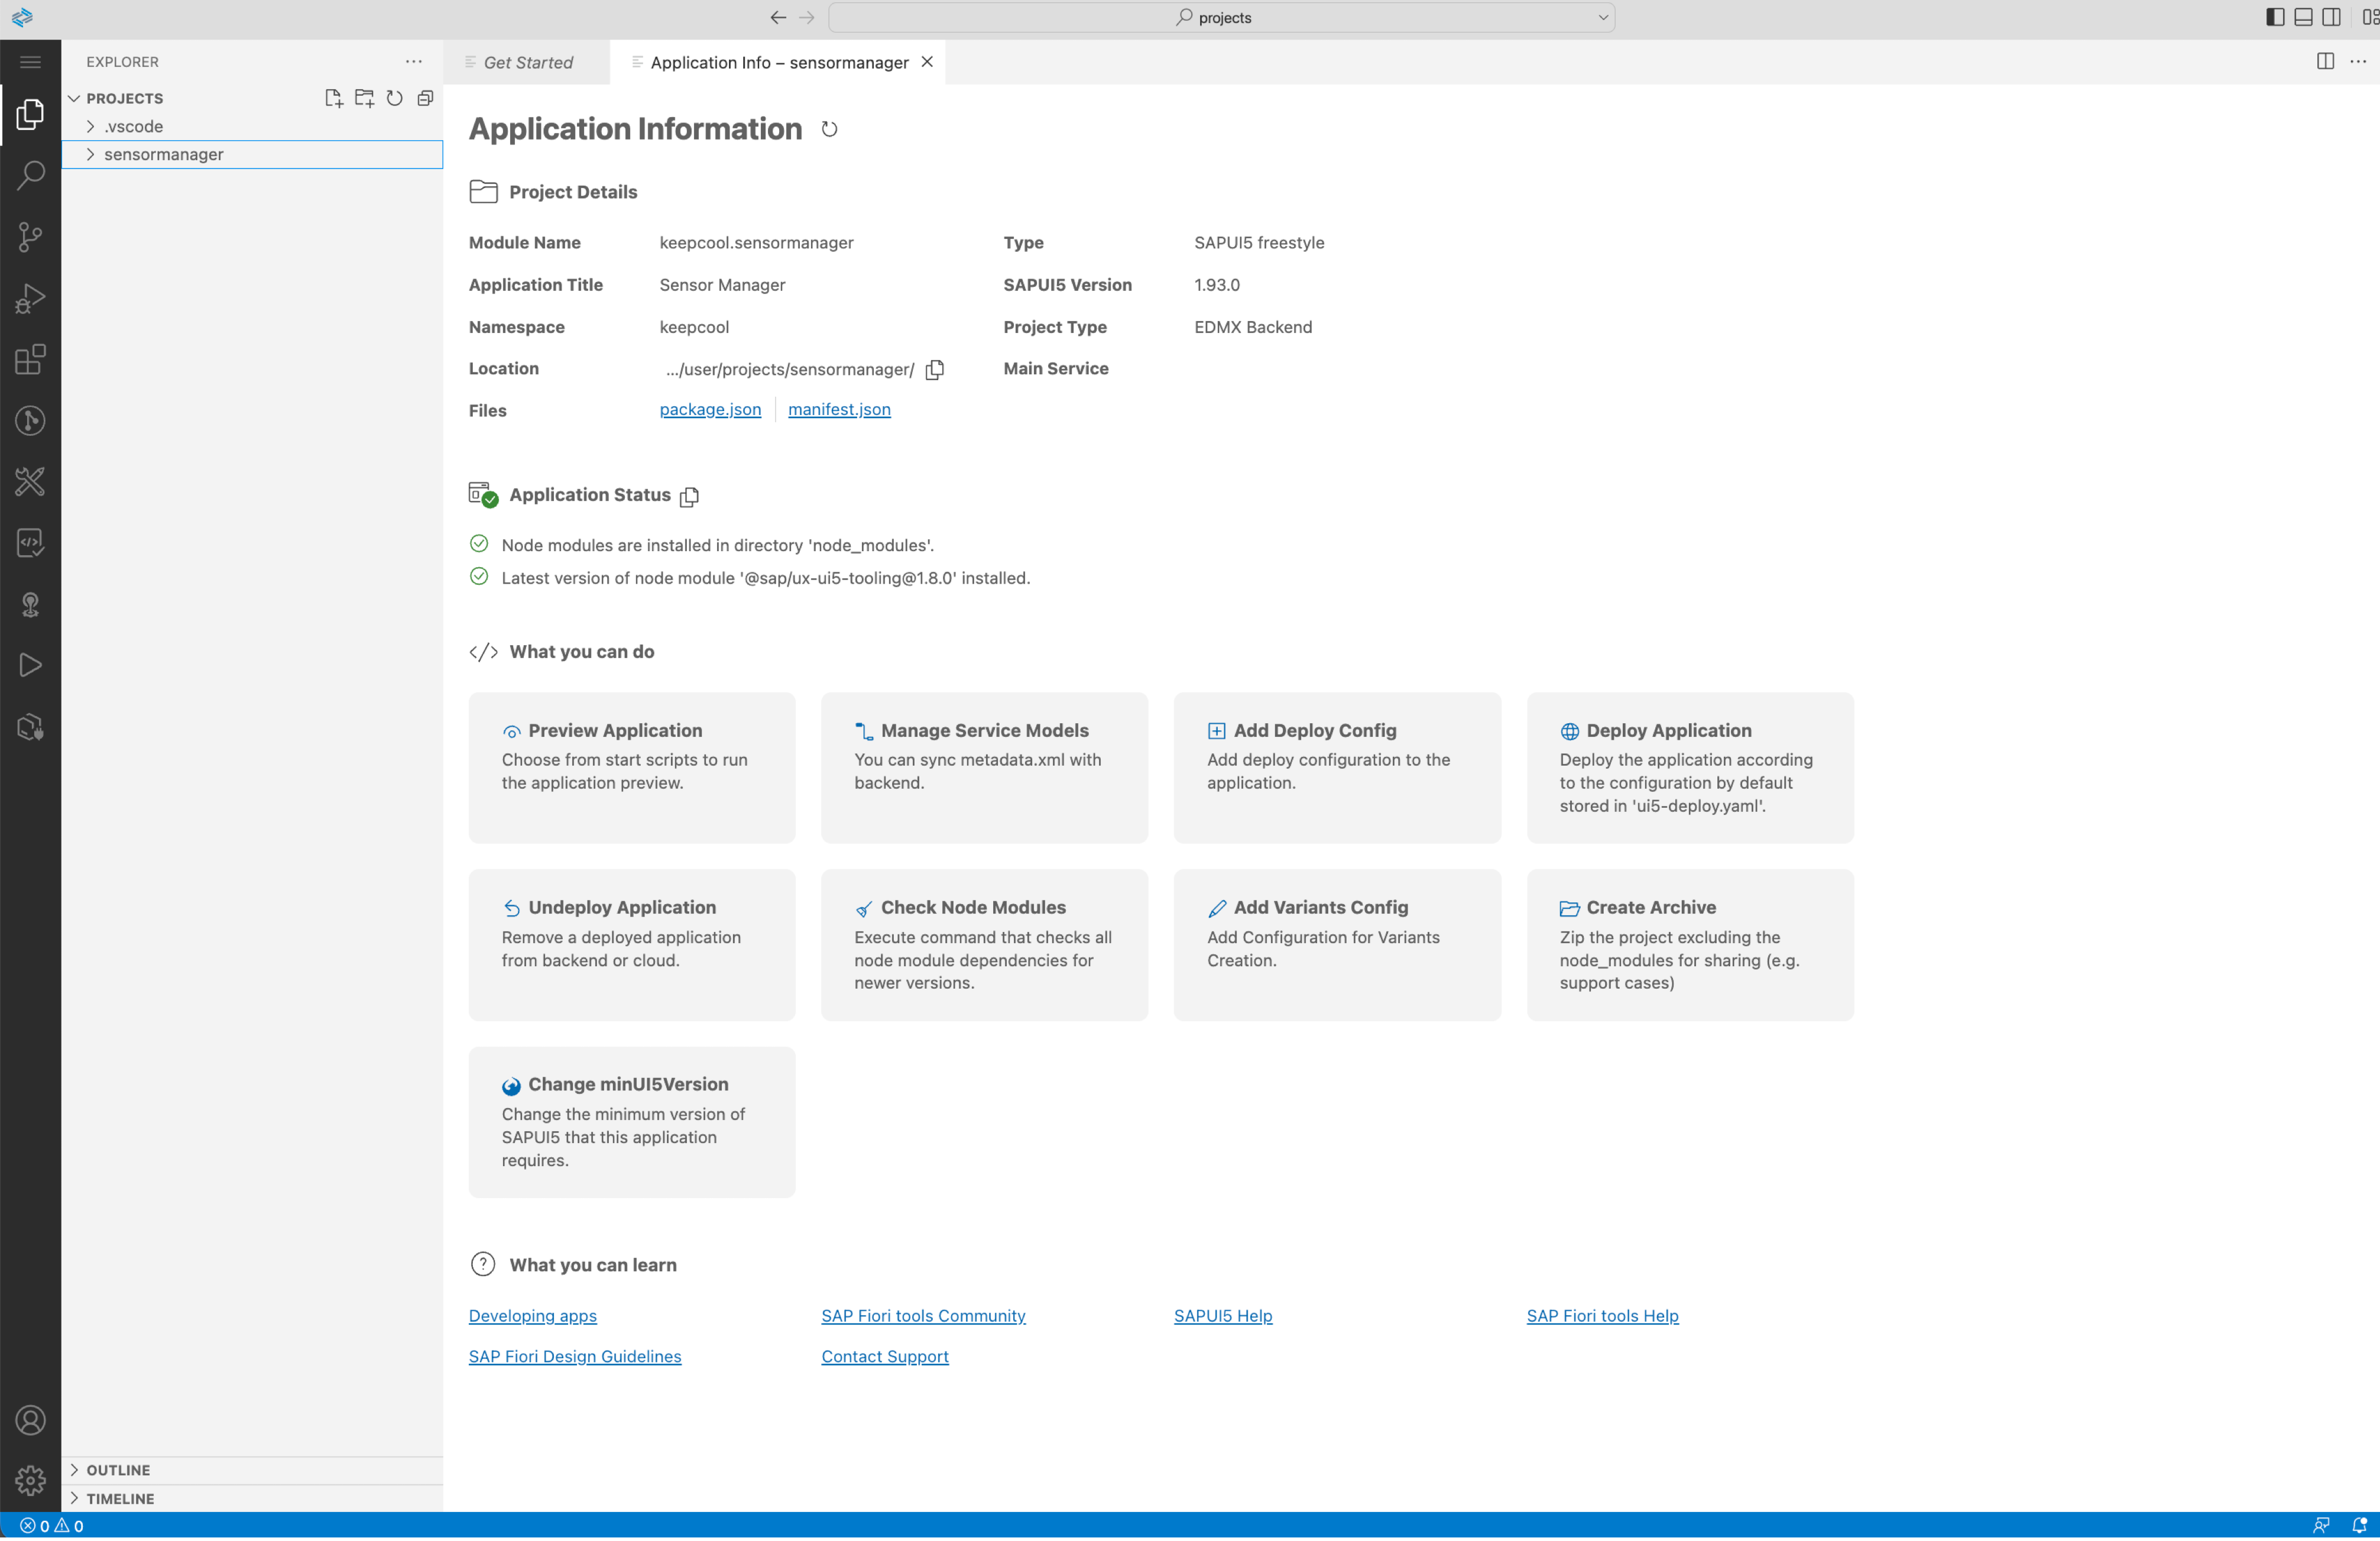 projects
EXPLORER
Get Started
Application Info – sensormanager
PROJECTS
.vscode
sensormanager
Application Information
Project Details
Module Name keepcool.sensormanager Type SAPUI5 freestyle
Application Title Sensor Manager SAPUI5 Version 1.93.0
Namespace keepcool Project Type EDMX Backend
Location .../user/projects/sensormanager/ Main Service
Files package.json manifest.json
Application Status
Node modules are installed in directory 'node_modules'.
Latest version of node module '@sap/ux-ui5-tooling@1.8.0' installed.
What you can do
Preview Application
Choose from start scripts to run
the application preview.
Manage Service Models
You can sync metadata.xml with
backend.
Add Deploy Config
Add deploy configuration to the
application.
Deploy Application
Deploy the application according
to the configuration by default
stored in 'ui5-deploy.yaml'.
Undeploy Application
Remove a deployed application
from backend or cloud.
Check Node Modules
Execute command that checks all
node module dependencies for
newer versions.
Add Variants Config
Add Configuration for Variants
Creation.
Create Archive
Zip the project excluding the
node_modules for sharing (e.g.
support cases)
Change minUI5Version
Change the minimum version of
SAPUI5 that this application
requires.
What you can learn
Developing apps SAP Fiori tools Community SAPUI5 Help SAP Fiori tools Help
SAP Fiori Design Guidelines Contact Support
OUTLINE
TIMELINE
0 0